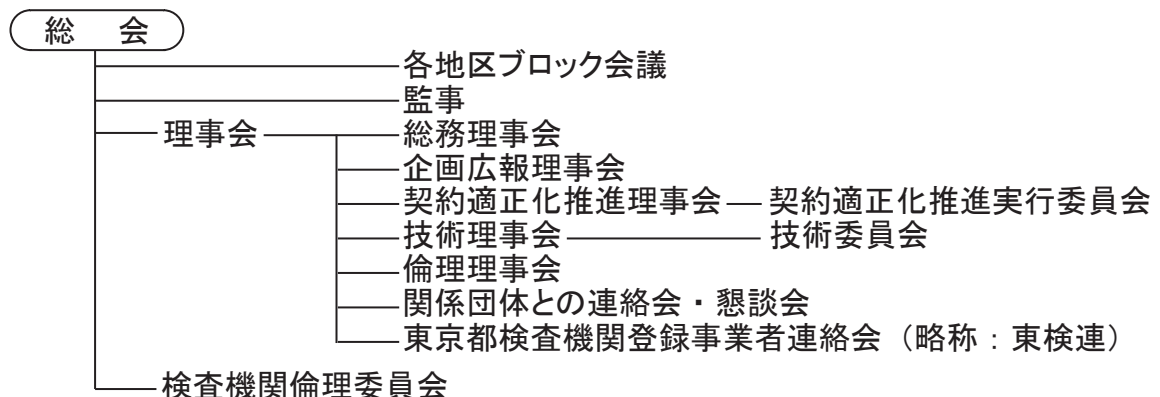 総 会
各地区ブロック会議
監事
理事会 総務理事会
企画広報理事会
契約適正化推進理事会 契約適正化推進実行委員会
技術理事会 技術委員会
倫理理事会
関係団体との連絡会・懇談会
東京都検査機関登録事業者連絡会（略称：東検連）
検査機関倫理委員会